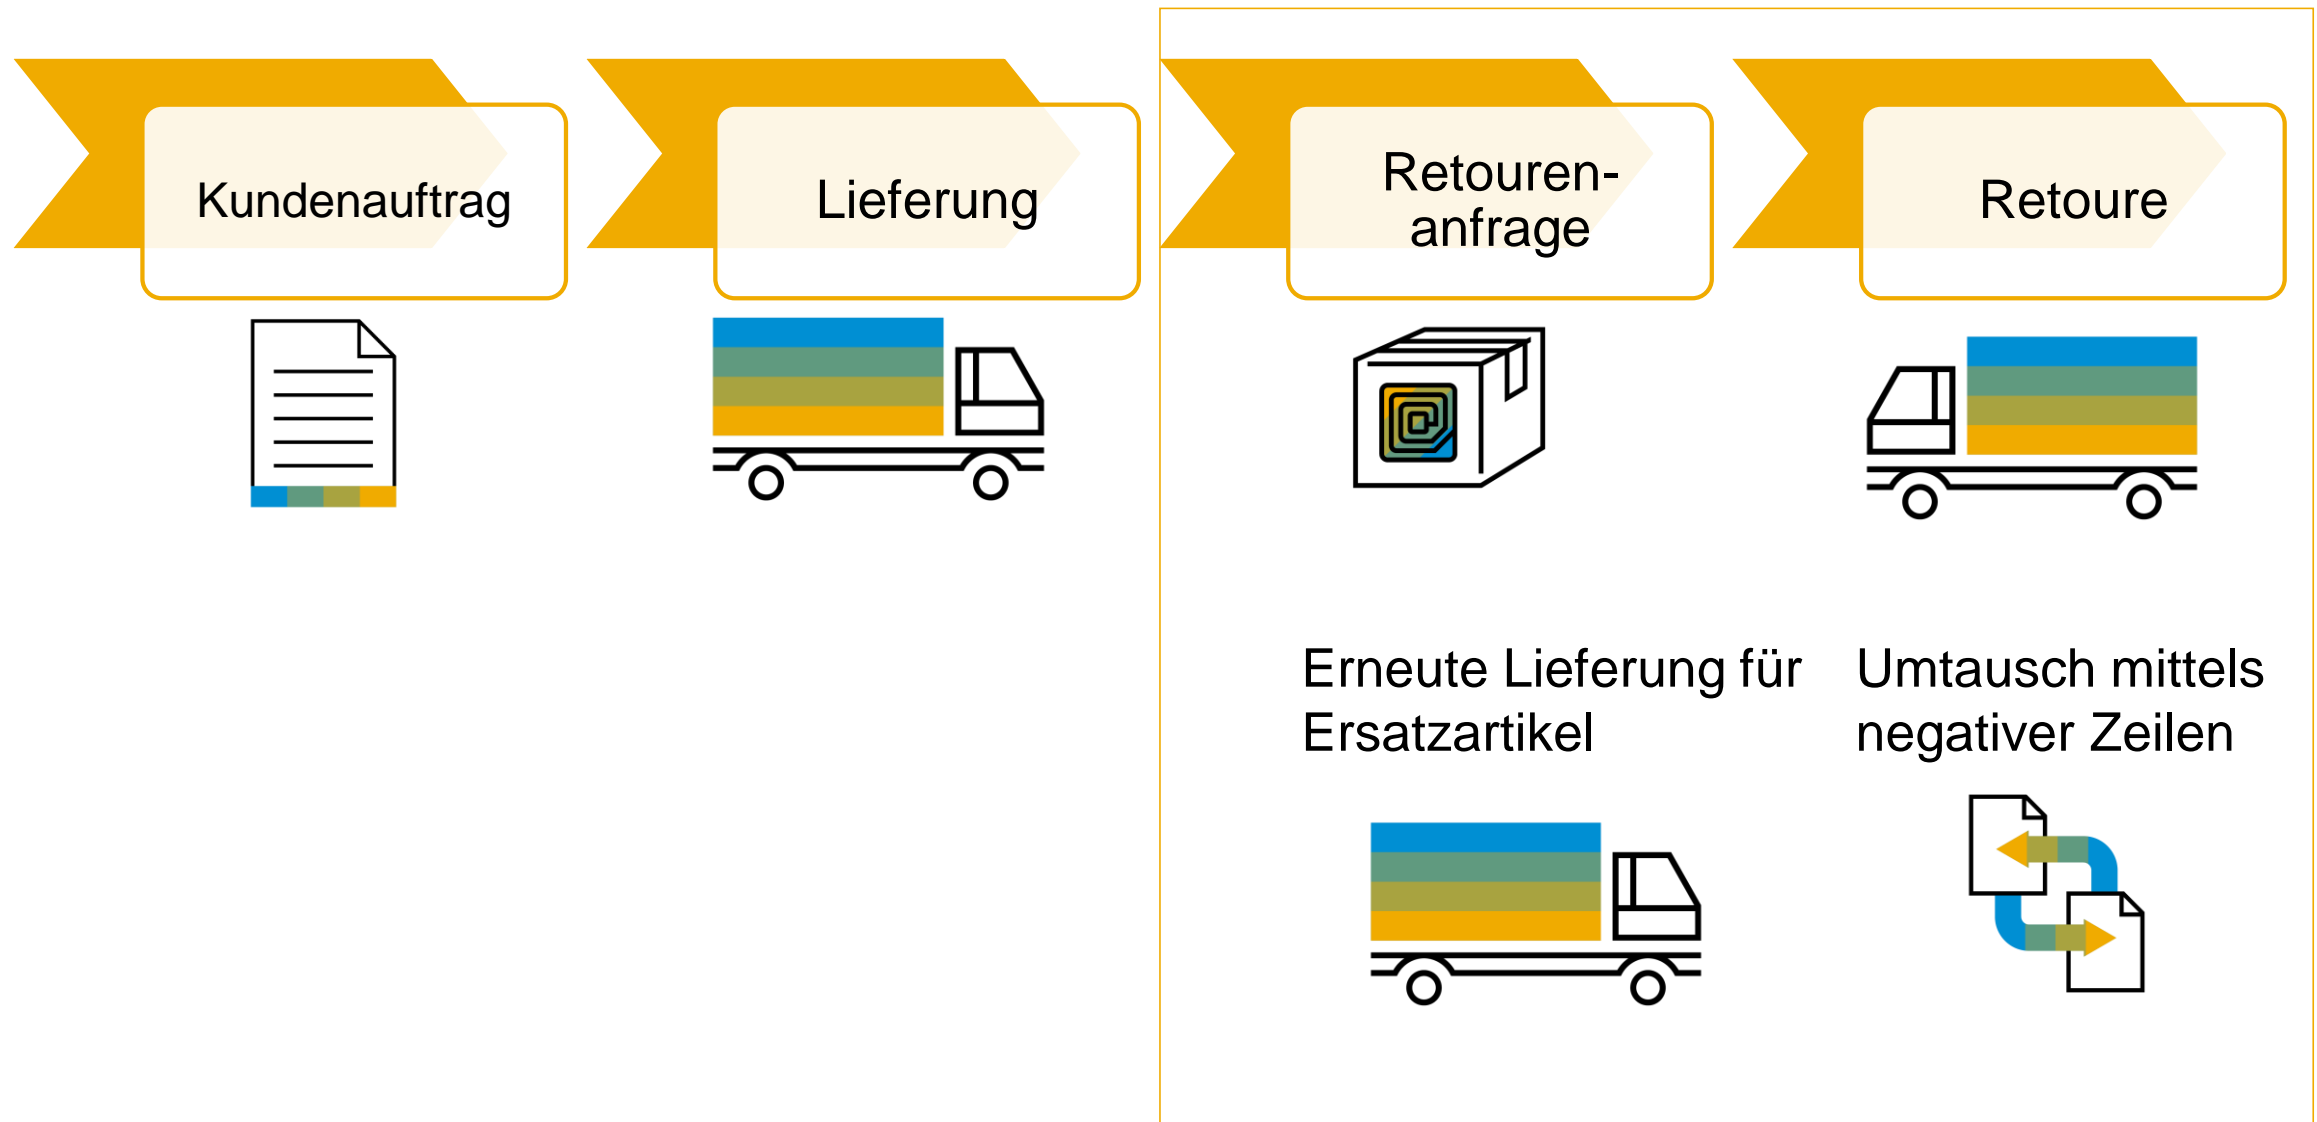 Kundenauftrag
Lieferung
Retouren-
anfrage
Retoure
Erneute Lieferung für
Ersatzartikel
Umtausch mittels
negativer Zeilen